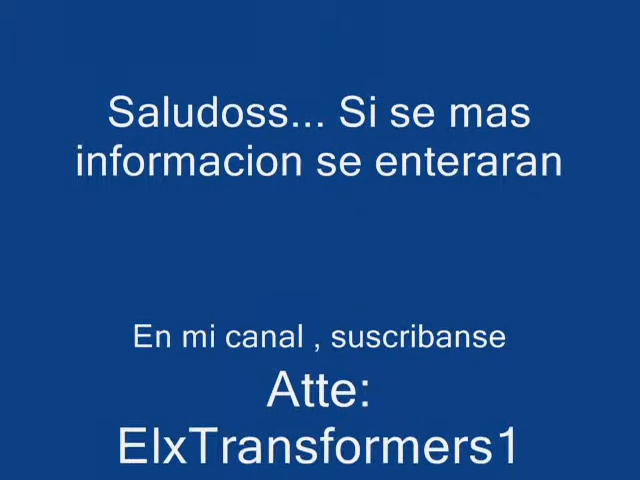 Saludoss... Si se mas
informacion se enteraran
En mi canal , suscribanse
Atte:
ElxTransformers1